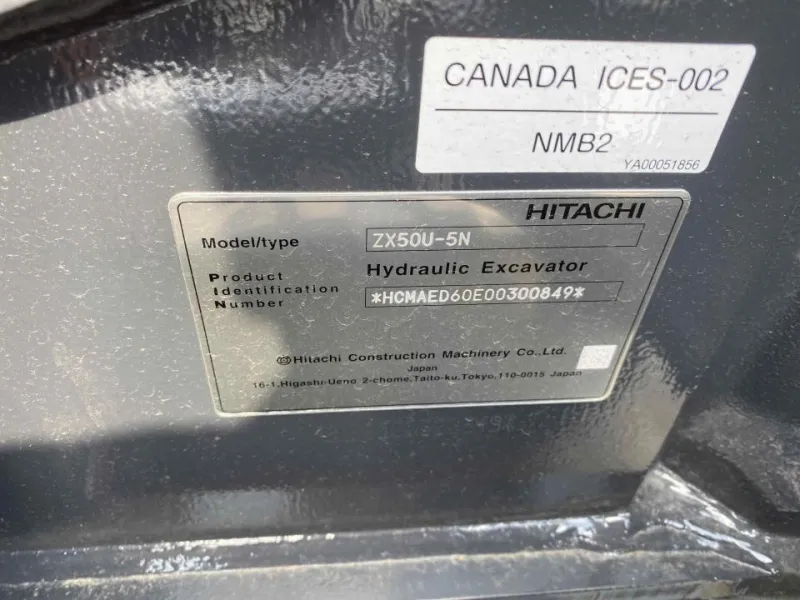 CANADA ICES-002
NMB2
YA00051856
HITACHI
Model/type ZX50U-5N
Product Hydraulic Excavator
Identification
Number *HCMAED60E00300849*
Hitachi Construction Machinery Co., Ltd.
Japan
16-1,Higashi-Ueno 2-chome,Taito-ku,Tokyo,110-0015 Japan